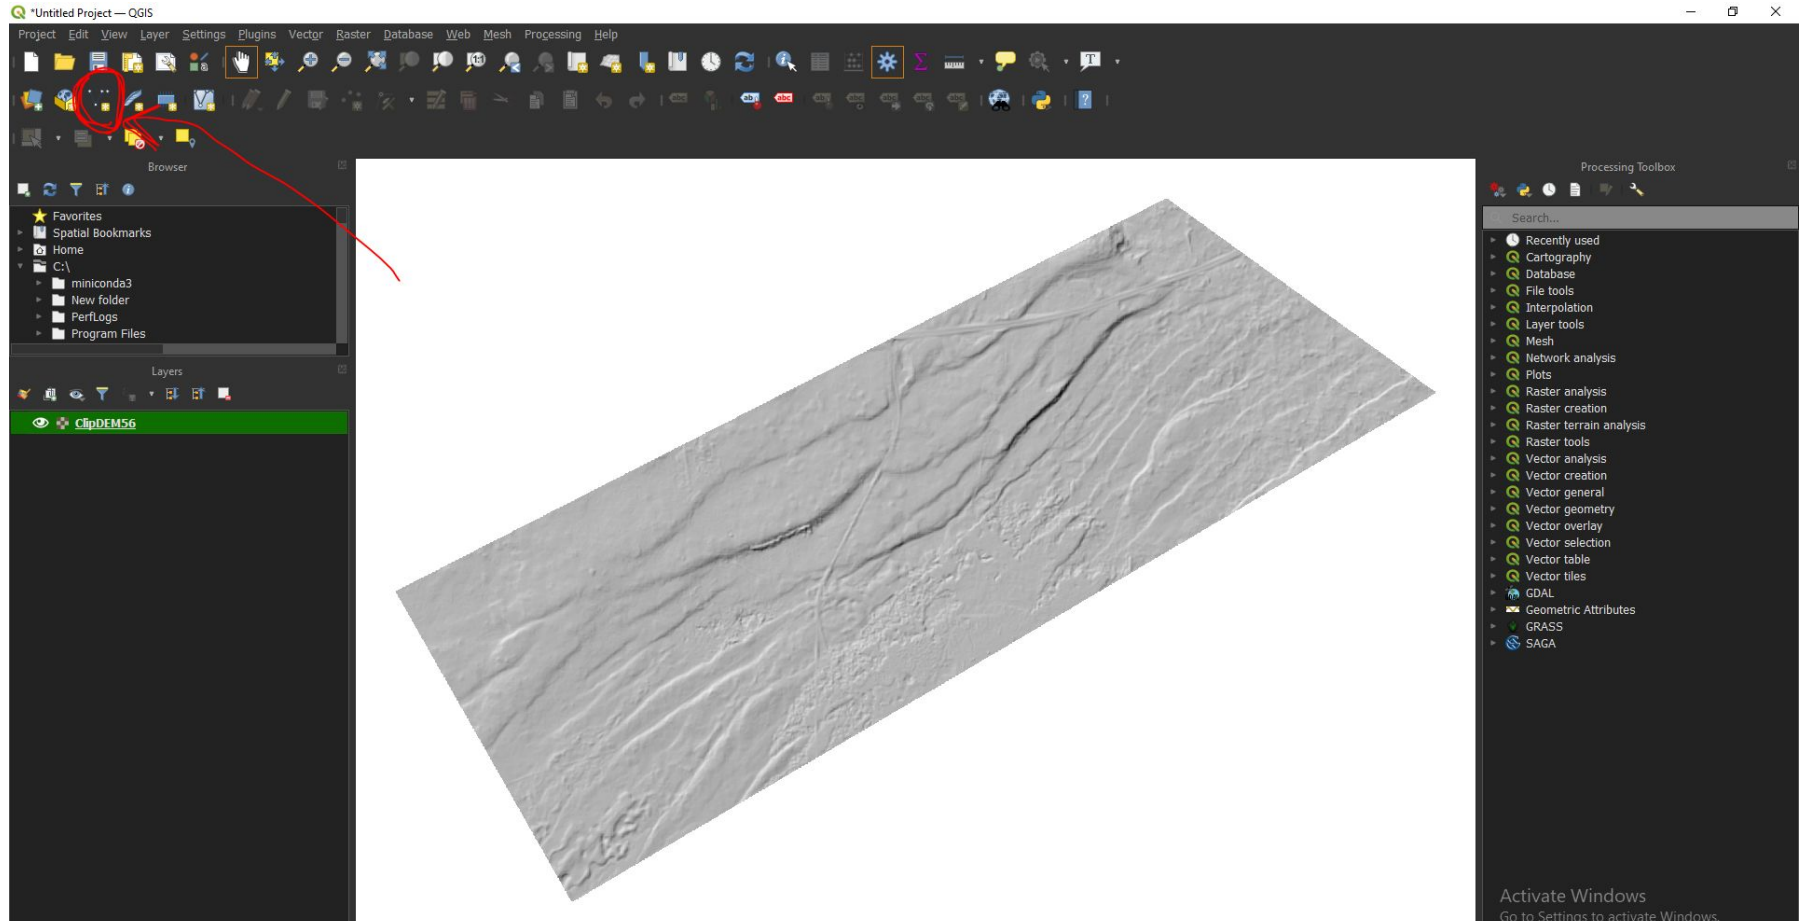 *Untitled Project — QGIS
Project Edit View Layer Settings Plugins Vector Raster Database Web Mesh Processing Help
Browser
Favorites
Spatial Bookmarks
Home
C:\
miniconda3
New folder
PerfLogs
Program Files
Layers
ClipDEM56
Processing Toolbox
Search...
Recently used
Cartography
Database
File tools
Interpolation
Layer tools
Mesh
Network analysis
Plots
Raster analysis
Raster creation
Raster terrain analysis
Raster tools
Vector analysis
Vector creation
Vector general
Vector geometry
Vector overlay
Vector selection
Vector table
Vector tiles
GDAL
Geometric Attributes
GRASS
SAGA
Activate Windows
Go to Settings to activate Windows.